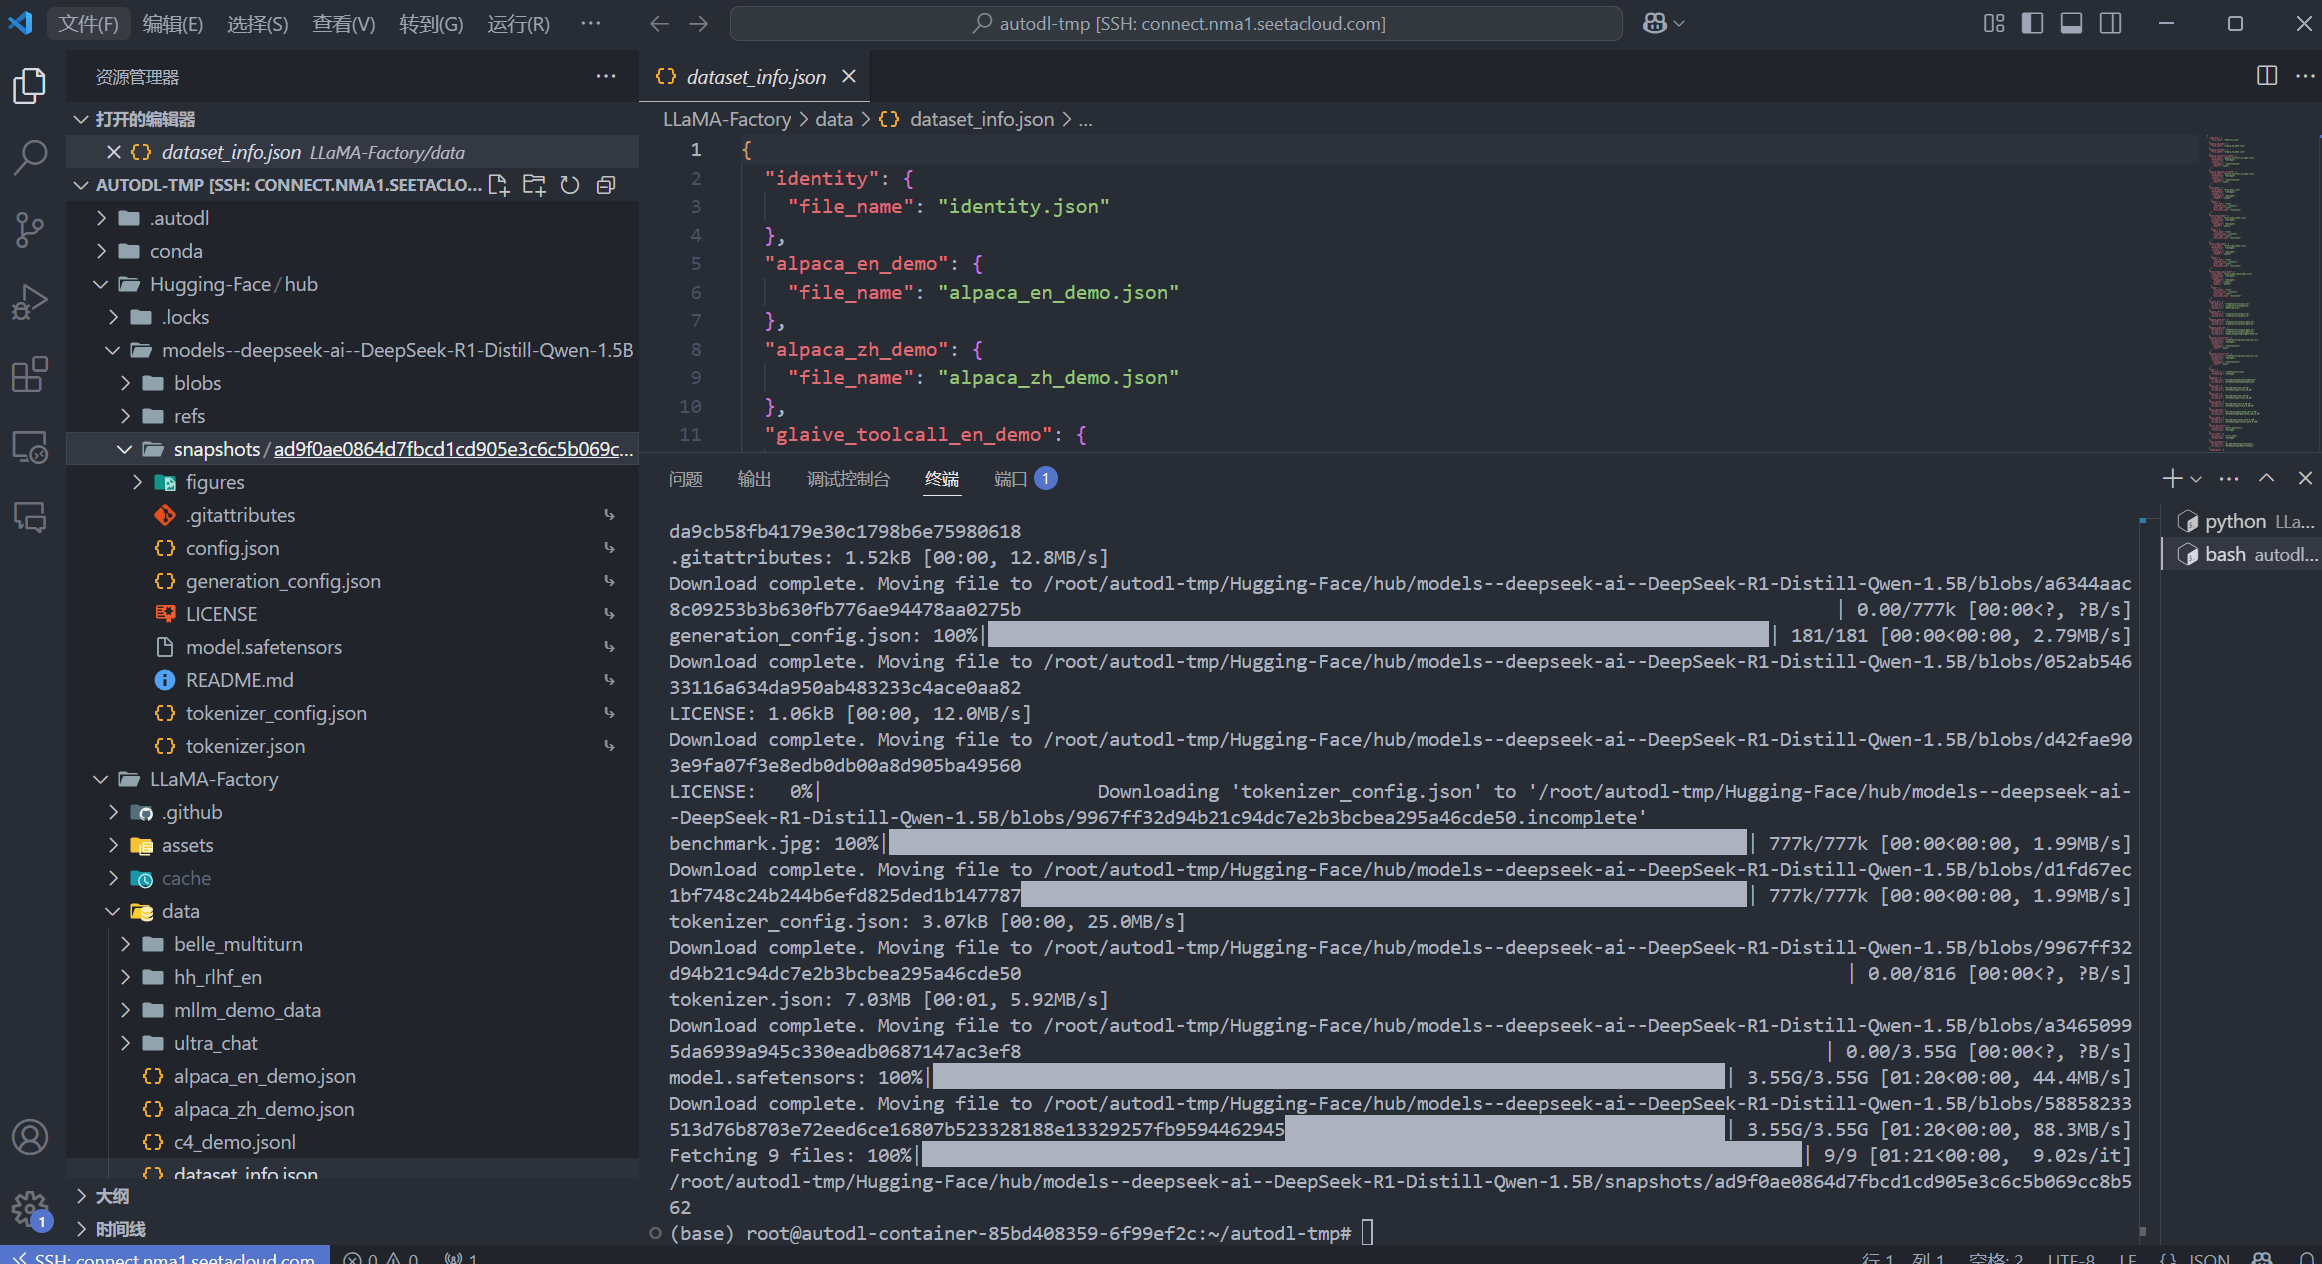 文件(F) 编辑(E) 选择(S) 查看(V) 转到(G) 运行(R) ··· autodl-tmp [SSH: connect.nma1.seetacloud.com]
资源管理器
打开的编辑器
dataset_info.json LLaMA-Factory/data
AUTODL-TMP [SSH: CONNECT.NMA1.SEETACLO...
.autodl
conda
Hugging-Face/hub
.locks
models--deepseek-ai--DeepSeek-R1-Distill-Qwen-1.5B
blobs
refs
snapshots/ad9f0ae0864d7fbcd1cd905e3c6c5b069c...
figures
.gitattributes
config.json
generation_config.json
LICENSE
model.safetensors
README.md
tokenizer_config.json
tokenizer.json
LLaMA-Factory
.github
assets
cache
data
belle_multiturn
hh_rlhf_en
mllm_demo_data
ultra_chat
alpaca_en_demo.json
alpaca_zh_demo.json
c4_demo.jsonl
dataset_info.json
大纲
时间线
dataset_info.json
LLaMA-Factory > data > {} dataset_info.json > ...
1 {
2 "identity": {
3 "file_name": "identity.json"
4 },
5 "alpaca_en_demo": {
6 "file_name": "alpaca_en_demo.json"
7 },
8 "alpaca_zh_demo": {
9 "file_name": "alpaca_zh_demo.json"
10 },
11 "glaive_toolcall_en_demo": {
问题 输出 调试控制台 终端 端口 1
da9cb58fb4179e30c1798b6e75980618
.gitattributes: 1.52kB [00:00, 12.8MB/s]
Download complete. Moving file to /root/autodl-tmp/Hugging-Face/hub/models--deepseek-ai--DeepSeek-R1-Distill-Qwen-1.5B/blobs/a6344aac
8c09253b3b630fb776ae94478aa0275b | 0.00/777k [00:00<?, ?B/s]
generation_config.json: 100%| | 181/181 [00:00<00:00, 2.79MB/s]
Download complete. Moving file to /root/autodl-tmp/Hugging-Face/hub/models--deepseek-ai--DeepSeek-R1-Distill-Qwen-1.5B/blobs/052ab546
33116a634da950ab483233c4ace0aa82
LICENSE: 1.06kB [00:00, 12.0MB/s]
Download complete. Moving file to /root/autodl-tmp/Hugging-Face/hub/models--deepseek-ai--DeepSeek-R1-Distill-Qwen-1.5B/blobs/d42fae90
3e9fa07f3e8edb0db00a8d905ba49560
LICENSE: 0%| Downloading 'tokenizer_config.json' to '/root/autodl-tmp/Hugging-Face/hub/models--deepseek-ai-
-DeepSeek-R1-Distill-Qwen-1.5B/blobs/9967ff32d94b21c94dc7e2b3bcbea295a46cde50.incomplete'
benchmark.jpg: 100%| | 777k/777k [00:00<00:00, 1.99MB/s]
Download complete. Moving file to /root/autodl-tmp/Hugging-Face/hub/models--deepseek-ai--DeepSeek-R1-Distill-Qwen-1.5B/blobs/d1fd67ec
1bf748c24b244b6efd825ded1b147787 | 777k/777k [00:00<00:00, 1.99MB/s]
tokenizer_config.json: 3.07kB [00:00, 25.0MB/s]
Download complete. Moving file to /root/autodl-tmp/Hugging-Face/hub/models--deepseek-ai--DeepSeek-R1-Distill-Qwen-1.5B/blobs/9967ff32
d94b21c94dc7e2b3bcbea295a46cde50 | 0.00/816 [00:00<?, ?B/s]
tokenizer.json: 7.03MB [00:01, 5.92MB/s]
Download complete. Moving file to /root/autodl-tmp/Hugging-Face/hub/models--deepseek-ai--DeepSeek-R1-Distill-Qwen-1.5B/blobs/a3465099
5da6939a945c330eadb0687147ac3ef8 | 0.00/3.55G [00:00<?, ?B/s]
model.safetensors: 100%| | 3.55G/3.55G [01:20<00:00, 44.4MB/s]
Download complete. Moving file to /root/autodl-tmp/Hugging-Face/hub/models--deepseek-ai--DeepSeek-R1-Distill-Qwen-1.5B/blobs/58858233
513d76b8703e72eed6ce16807b523328188e13329257fb9594462945 | 3.55G/3.55G [01:20<00:00, 88.3MB/s]
Fetching 9 files: 100%| | 9/9 [01:21<00:00, 9.02s/it]
/root/autodl-tmp/Hugging-Face/hub/models--deepseek-ai--DeepSeek-R1-Distill-Qwen-1.5B/snapshots/ad9f0ae0864d7fbcd1cd905e3c6c5b069cc8b5
62
(base) root@autodl-container-85bd408359-6f99ef2c:~/autodl-tmp#
python LLa...
bash autodl...
1
SSH: connect.nma1.seetacloud.com 0 0 1 行 1，列 1 空格: 2 UTF-8 LF {} JSON